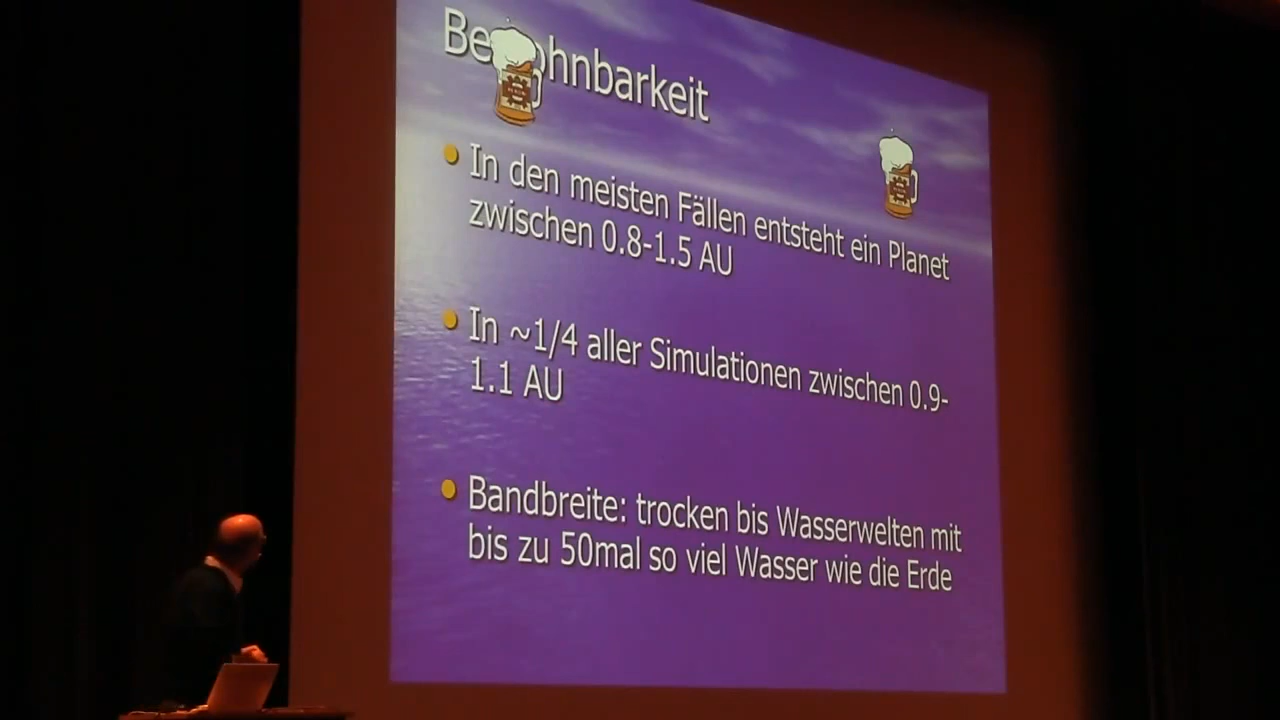 Bewohnbarkeit
In den meisten Fällen entsteht ein Planet
zwischen 0.8-1.5 AU
In ~1/4 aller Simulationen zwischen 0.9-
1.1 AU
Bandbreite: trocken bis Wasserwelten mit
bis zu 50mal so viel Wasser wie die Erde